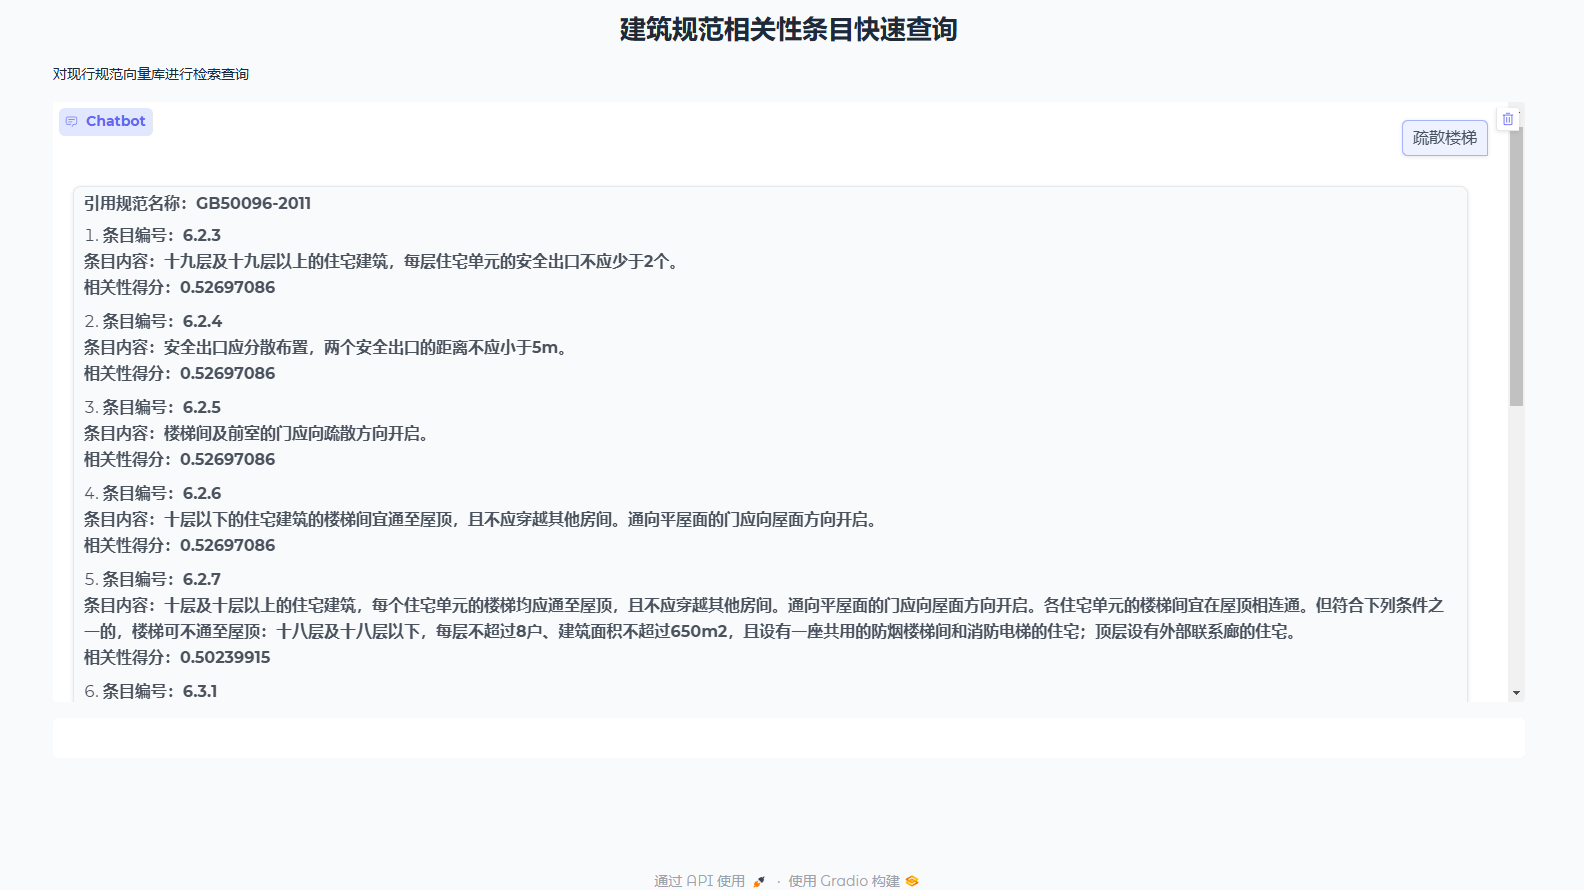 建筑规范相关性条目快速查询
对现行规范向量库进行检索查询
Chatbot
疏散楼梯
引用规范名称：GB50096-2011
1. 条目编号：6.2.3
条目内容：十九层及十九层以上的住宅建筑，每层住宅单元的安全出口不应少于2个。
相关性得分：0.52697086
2. 条目编号：6.2.4
条目内容：安全出口应分散布置，两个安全出口的距离不应小于5m。
相关性得分：0.52697086
3. 条目编号：6.2.5
条目内容：楼梯间及前室的门应向疏散方向开启。
相关性得分：0.52697086
4. 条目编号：6.2.6
条目内容：十层以下的住宅建筑的楼梯间宜通至屋顶，且不应穿越其他房间。通向平屋面的门应向屋面方向开启。
相关性得分：0.52697086
5. 条目编号：6.2.7
条目内容：十层及十层以上的住宅建筑，每个住宅单元的楼梯均应通至屋顶，且不应穿越其他房间。通向平屋面的门应向屋面方向开启。各住宅单元的楼梯间宜在屋顶相连通。但符合下列条件之
一的，楼梯可不通至屋顶：十八层及十八层以下，每层不超过8户、建筑面积不超过650m2，且设有一座共用的防烟楼梯间和消防电梯的住宅；顶层设有外部联系廊的住宅。
相关性得分：0.50239915
6. 条目编号：6.3.1
通过 API 使用 · 使用 Gradio 构建